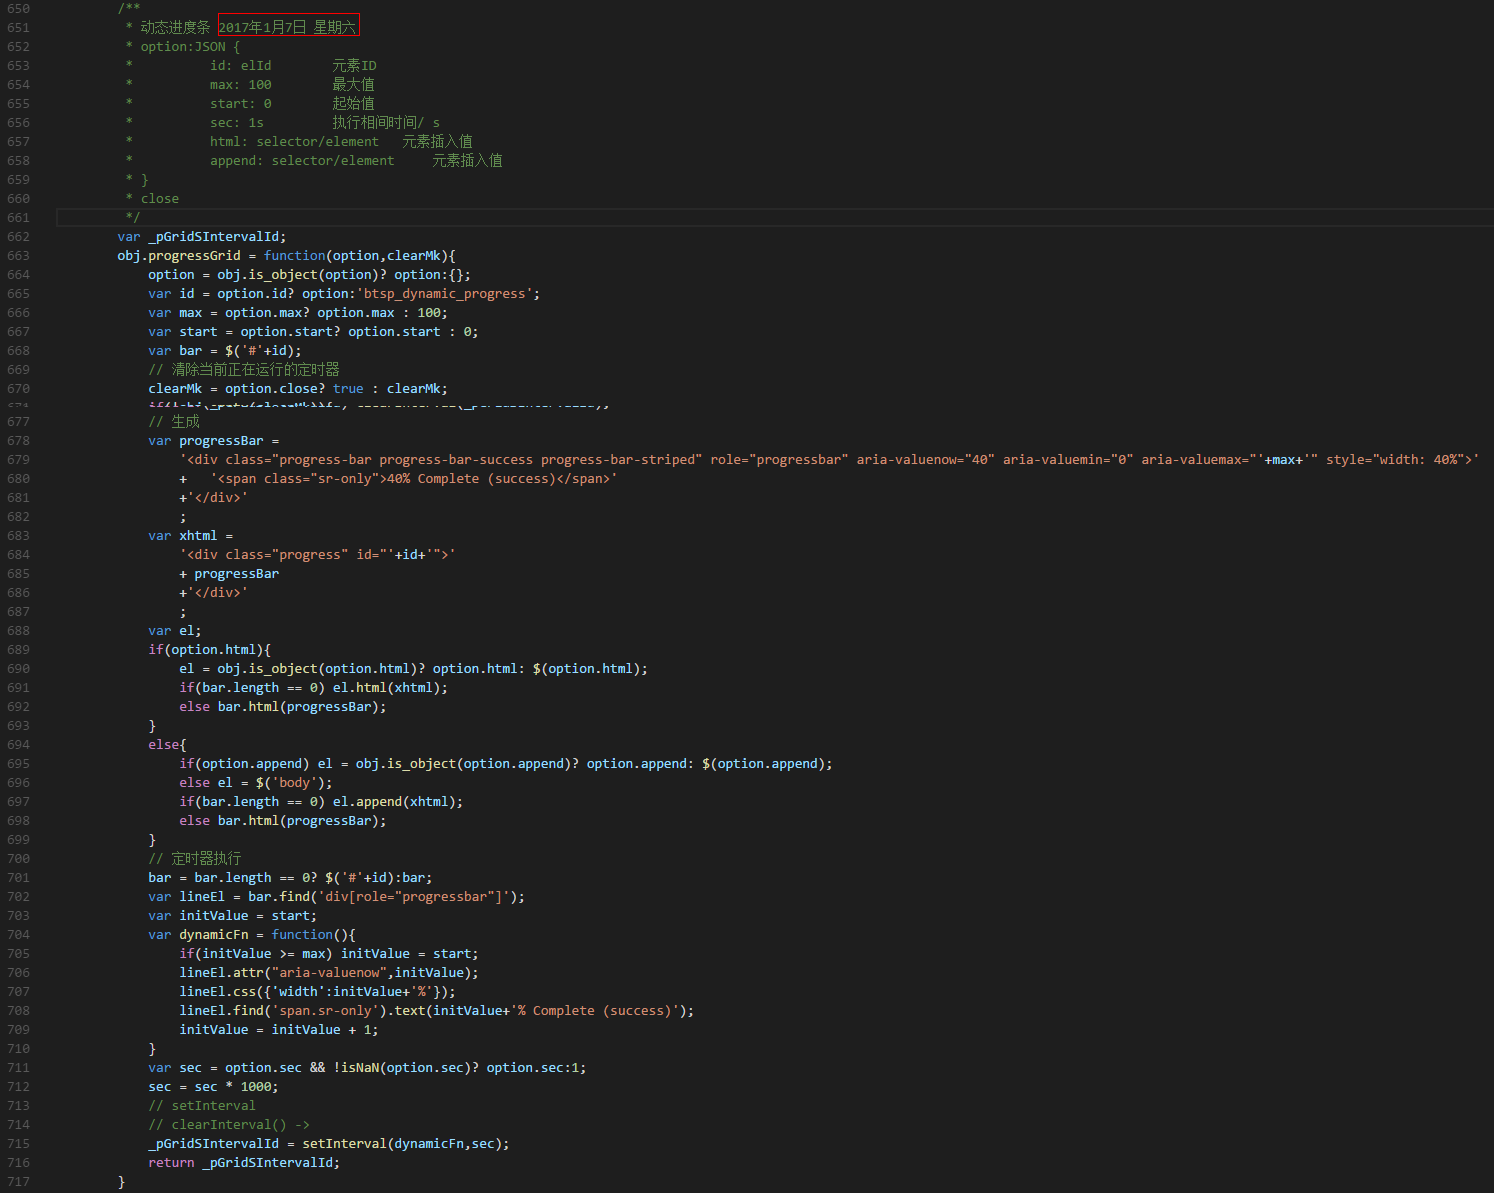 650 /**
651 * 动态进度条 2017年1月7日 星期六
652 * option:JSON {
653 * id: elId 元素ID
654 * max: 100 最大值
655 * start: 0 起始值
656 * sec: 1s 执行相间时间/ s
657 * html: selector/element 元素插入值
658 * append: selector/element 元素插入值
659 * }
660 * close
661 */
662 var _pGridSIntervalId;
663 obj.progressGrid = function(option,clearMk){
664 option = obj.is_object(option)? option:{};
665 var id = option.id? option:'btsp_dynamic_progress';
666 var max = option.max? option.max : 100;
667 var start = option.start? option.start : 0;
668 var bar = $('#'+id);
669 // 清除当前正在运行的定时器
670 clearMk = option.close? true : clearMk;
677 // 生成
678 var progressBar =
679 '<div class="progress-bar progress-bar-success progress-bar-striped" role="progressbar" aria-valuenow="40" aria-valuemin="0" aria-valuemax="'+max+'" style="width: 40%">'
680 + '<span class="sr-only">40% Complete (success)</span>'
681 +'</div>'
682 ;
683 var xhtml =
684 '<div class="progress" id="'+id+'">'
685 + progressBar
686 +'</div>'
687 ;
688 var el;
689 if(option.html){
690 el = obj.is_object(option.html)? option.html: $(option.html);
691 if(bar.length == 0) el.html(xhtml);
692 else bar.html(progressBar);
693 }
694 else{
695 if(option.append) el = obj.is_object(option.append)? option.append: $(option.append);
696 else el = $('body');
697 if(bar.length == 0) el.append(xhtml);
698 else bar.html(progressBar);
699 }
700 // 定时器执行
701 bar = bar.length == 0? $('#'+id):bar;
702 var lineEl = bar.find('div[role="progressbar"]');
703 var initValue = start;
704 var dynamicFn = function(){
705 if(initValue >= max) initValue = start;
706 lineEl.attr("aria-valuenow",initValue);
707 lineEl.css({'width':initValue+'%'});
708 lineEl.find('span.sr-only').text(initValue+'% Complete (success)');
709 initValue = initValue + 1;
710 }
711 var sec = option.sec && !isNaN(option.sec)? option.sec:1;
712 sec = sec * 1000;
713 // setInterval
714 // clearInterval() ->
715 _pGridSIntervalId = setInterval(dynamicFn,sec);
716 return _pGridSIntervalId;
717 }